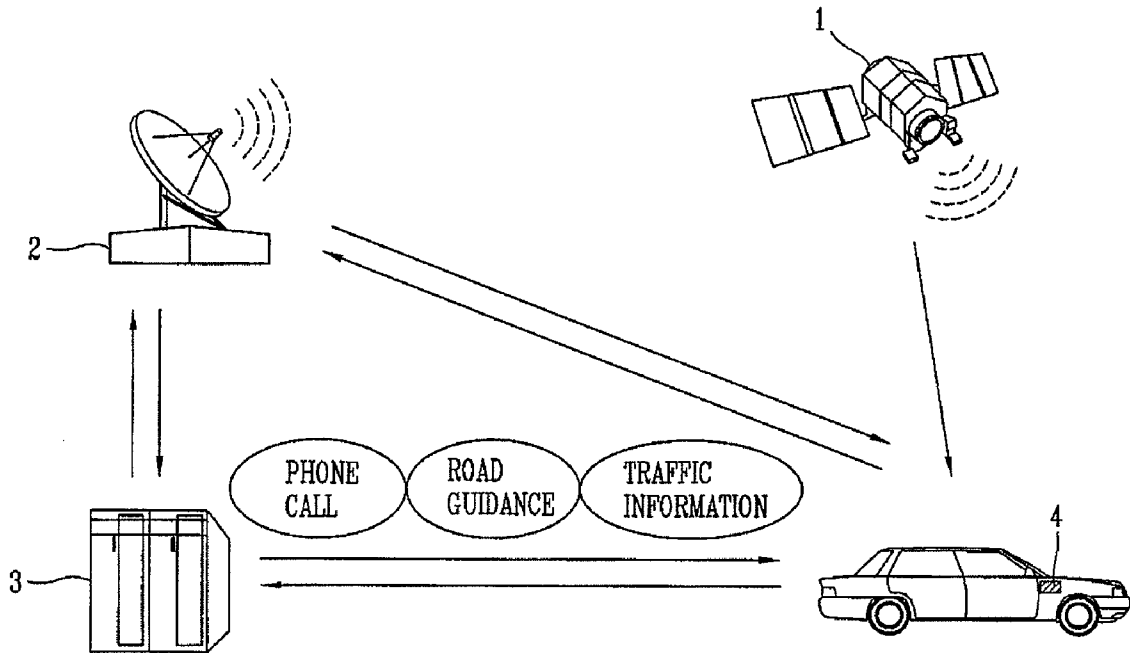 1
2
PHONE
CALL
ROAD
GUIDANCE
TRAFFIC
INFORMATION
3
4